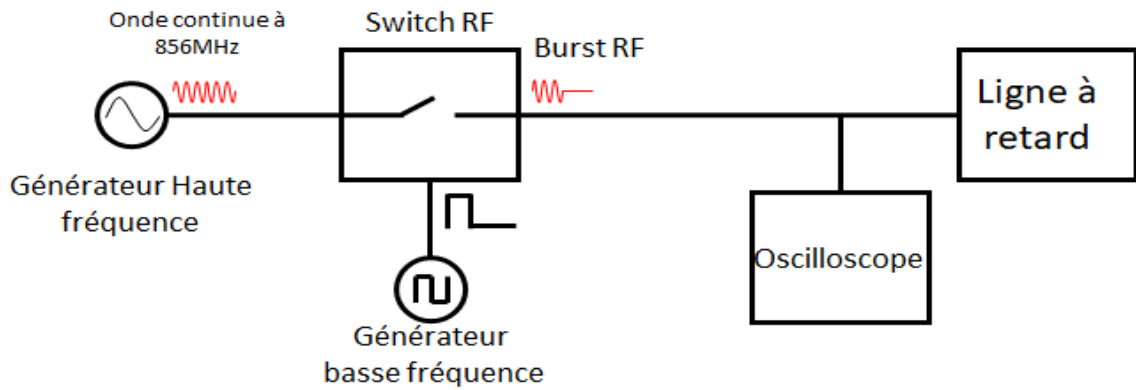 Onde continue à
856MHz
Switch RF
Burst RF
Ligne à
retard
Générateur Haute
fréquence
Oscilloscope
Générateur
basse fréquence